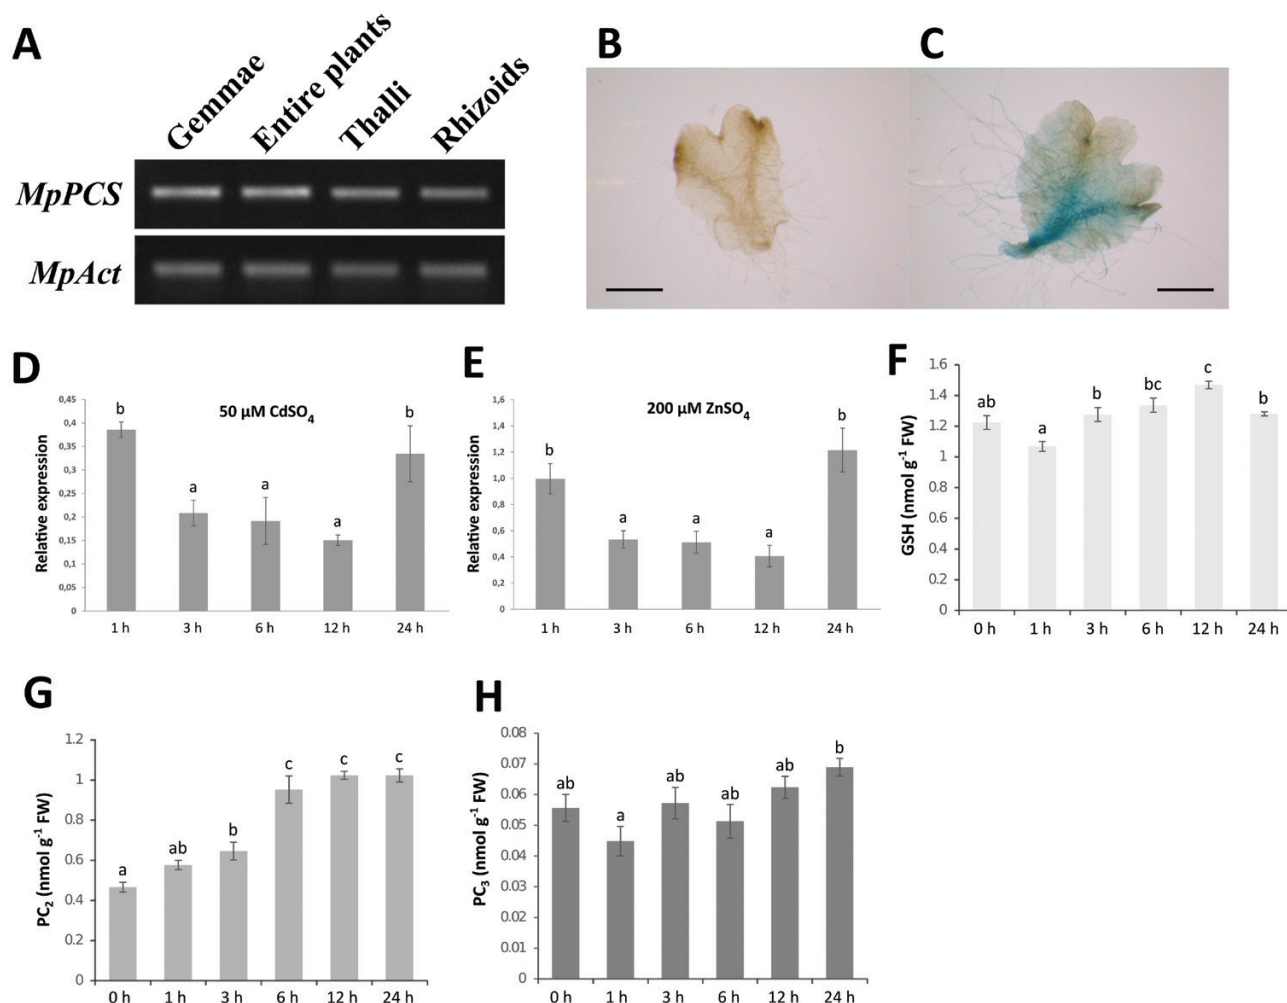 A
Gemmae
Entire plants
Thalli
Rhizoids
MpPCS
MpAct
B
C
D
50 µM CdSO4
Relative expression
0,45
0,4
0,35
0,3
0,25
0,2
0,15
0,1
0,05
0
b
a
a
a
b
1 h
3 h
6 h
12 h
24 h
E
200 µM ZnSO4
Relative expression
1,6
1,4
1,2
1,0
0,8
0,6
0,4
0,2
0
b
a
a
a
b
1 h
3 h
6 h
12 h
24 h
F
GSH (nmol g-1 FW)
1.6
1.4
1.2
1
0.8
0.6
0.4
0.2
0
ab
a
b
bc
c
b
0 h
1 h
3 h
6 h
12 h
24 h
G
PC2 (nmol g-1 FW)
1.2
1
0.8
0.6
0.4
0.2
0
a
ab
b
c
c
c
0 h
1 h
3 h
6 h
12 h
24 h
H
PC3 (nmol g-1 FW)
0.08
0.07
0.06
0.05
0.04
0.03
0.02
0.01
0
ab
a
ab
ab
ab
b
0 h
1 h
3 h
6 h
12 h
24 h